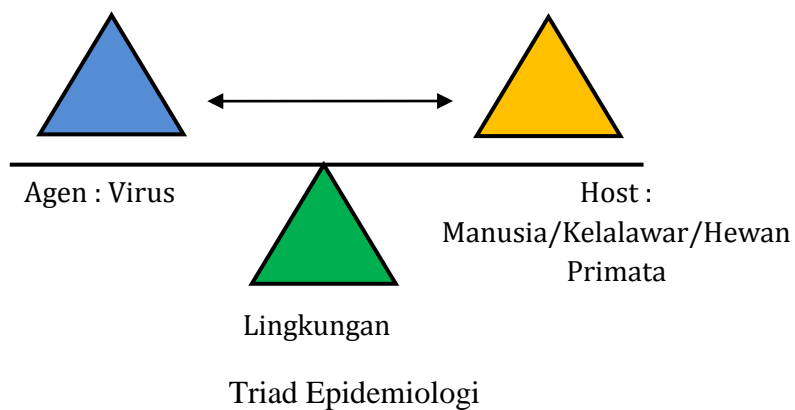 Agen : Virus
Host :
Manusia/Kelalawar/Hewan
Primata
Lingkungan
Triad Epidemiologi